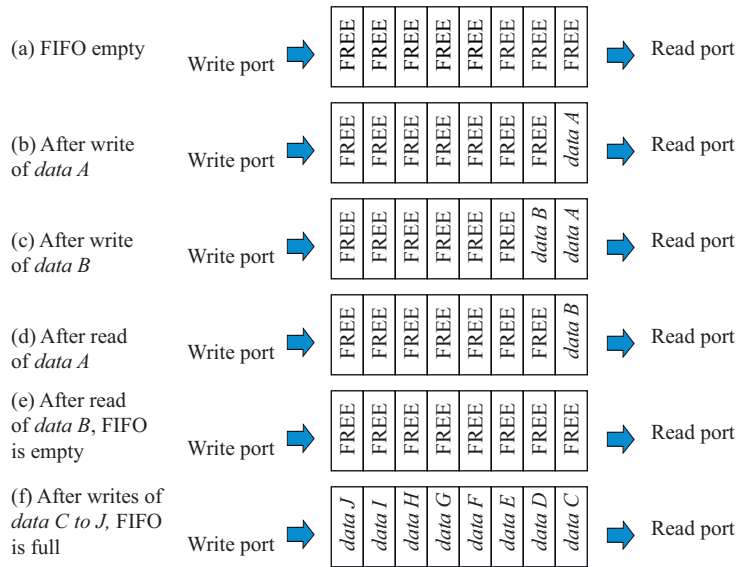 (a) FIFO empty
Write port
FREE FREE FREE FREE FREE FREE FREE FREE
Read port
(b) After write
of data A
Write port
FREE FREE FREE FREE FREE FREE FREE data A
Read port
(c) After write
of data B
Write port
FREE FREE FREE FREE FREE FREE data B data A
Read port
(d) After read
of data A
Write port
FREE FREE FREE FREE FREE FREE FREE data B
Read port
(e) After read
of data B, FIFO
is empty
Write port
FREE FREE FREE FREE FREE FREE FREE FREE
Read port
(f) After writes of
data C to J, FIFO
is full
Write port
data J data I data H data G data F data E data D data C
Read port